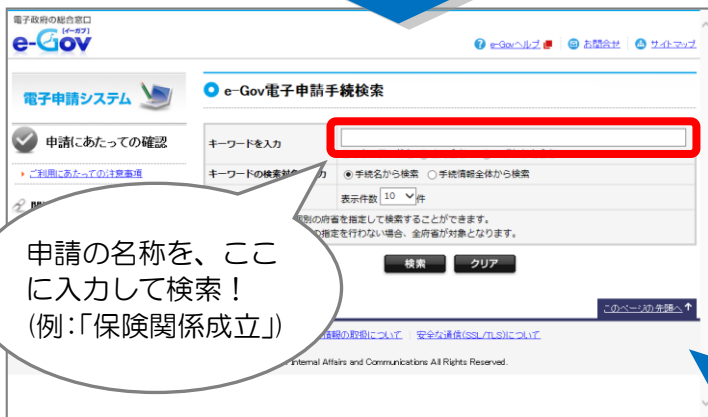 電子政府の総合窓口
(イーガブ)
e-Gov
e-Govヘルプ お問合せ サイトマップ
電子申請システム
e-Gov電子申請手続検索
申請にあたっての確認
ご利用にあたっての注意事項
キーワードを入力
キーワードの検索対象 力
手続名から検索 手続情報全体から検索
表示件数 10 件
別の府省を指定して検索することができます。
の指定を行わない場合、全府省が対象となります。
検索 クリア
申請の名称を、ここ
に入力して検索！
(例：「保険関係成立」)
このページの先頭へ
情報の取扱について 安全な通信(SSL/TLS)について
Internal Affairs and Communications All Rights Reserved.